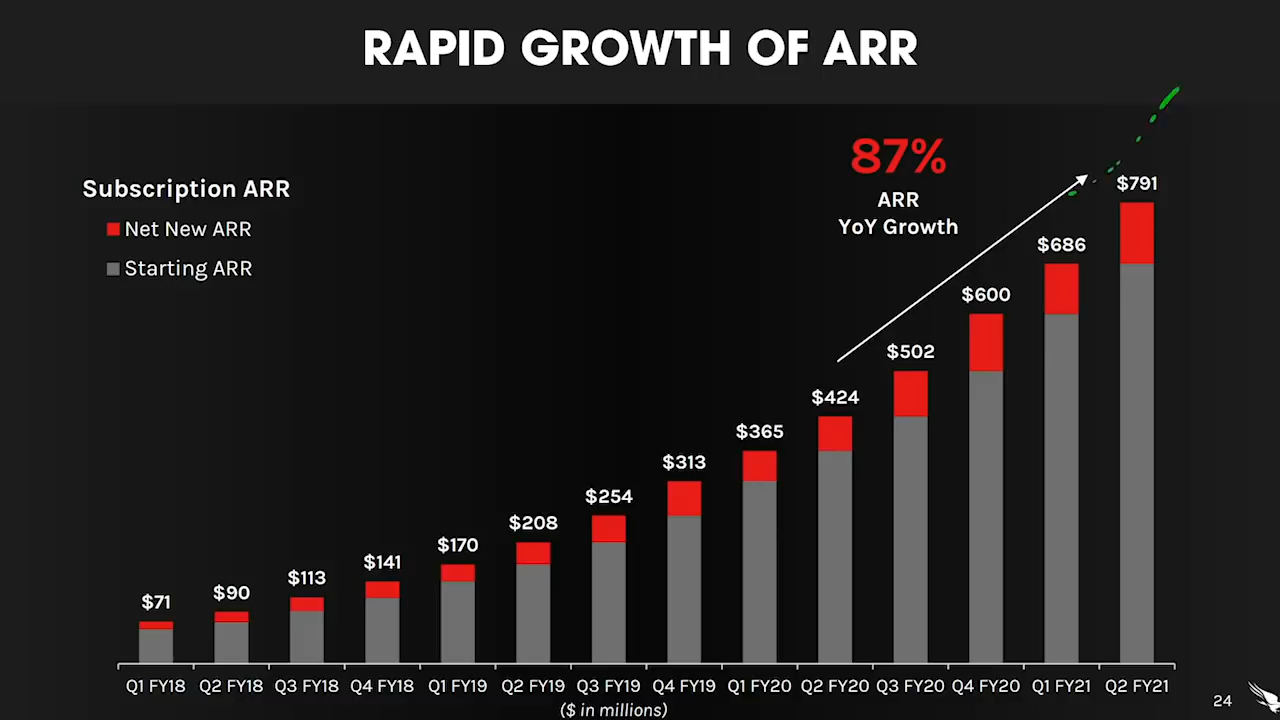 RAPID GROWTH OF ARR
87%
ARR
YoY Growth
Subscription ARR
Net New ARR
Starting ARR
$71
$90
$113
$141
$170
$208
$254
$313
$365
$424
$502
$600
$686
$791
Q1 FY18
Q2 FY18
Q3 FY18
Q4 FY18
Q1 FY19
Q2 FY19
Q3 FY19
Q4 FY19
Q1 FY20
Q2 FY20
Q3 FY20
Q4 FY20
Q1 FY21
Q2 FY21
($ in millions)
24